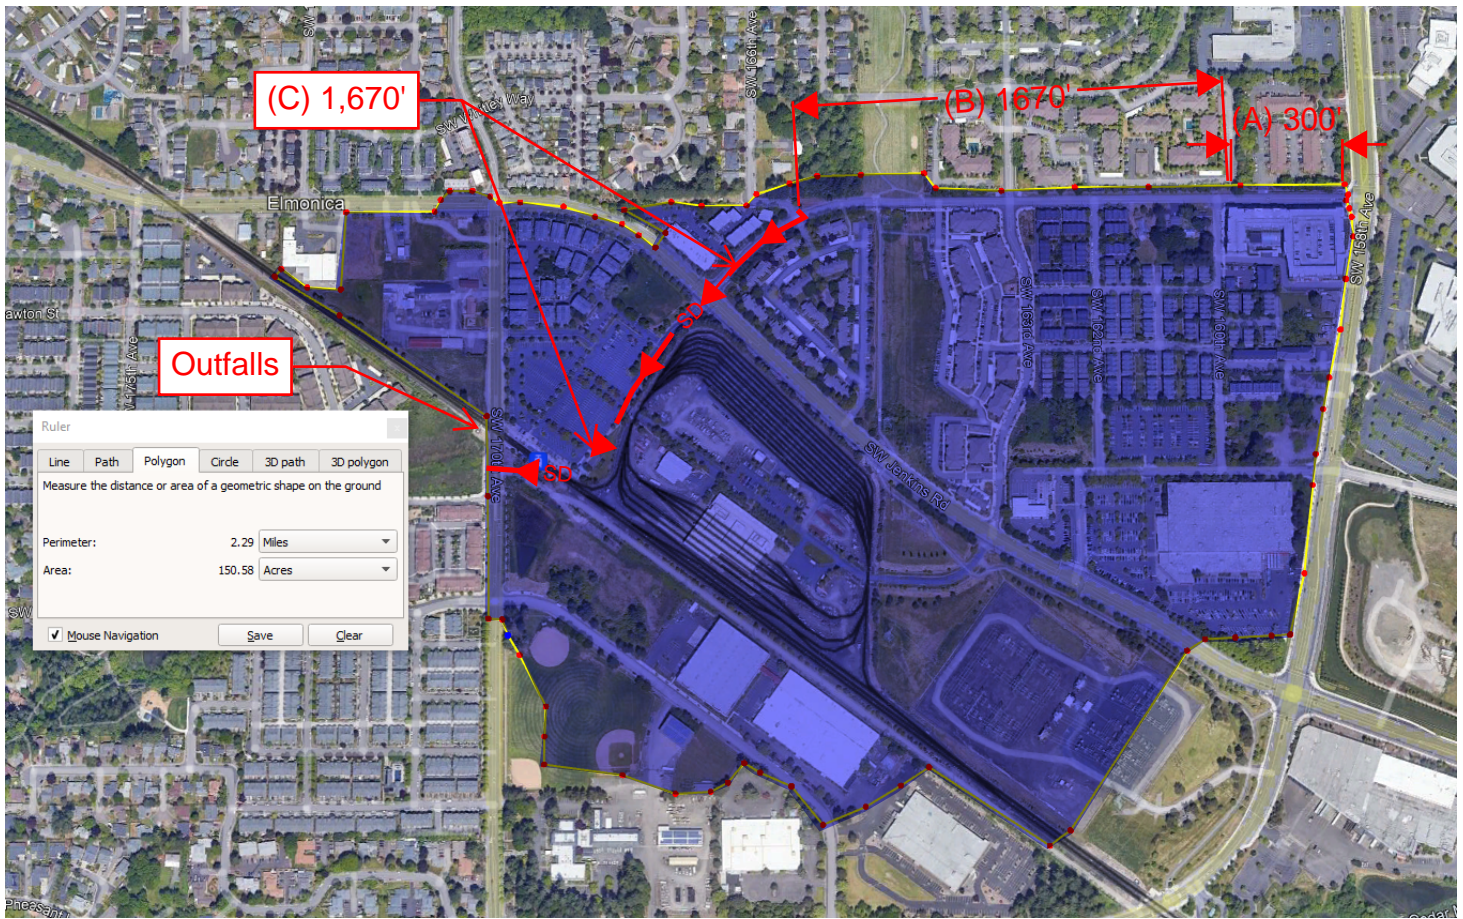 SW 166th Ave
(C) 1,670'
SW Whitley Way
(B) 1670'
(A) 300'
Elmonica
SW 158th Ave
awton St
SD
SW 163rd Ave
SW 162nd Ave
SW 160th Ave
Outfalls
W 175th Ave
SW 170th Ave
SD
SW Jenkins Rd
Ruler
Line
Path
Polygon
Circle
3D path
3D polygon
Measure the distance or area of a geometric shape on the ground
Perimeter:
2.29
Miles
Area:
150.58
Acres
Mouse Navigation
Save
Clear
SW
Pheasant
Cedar